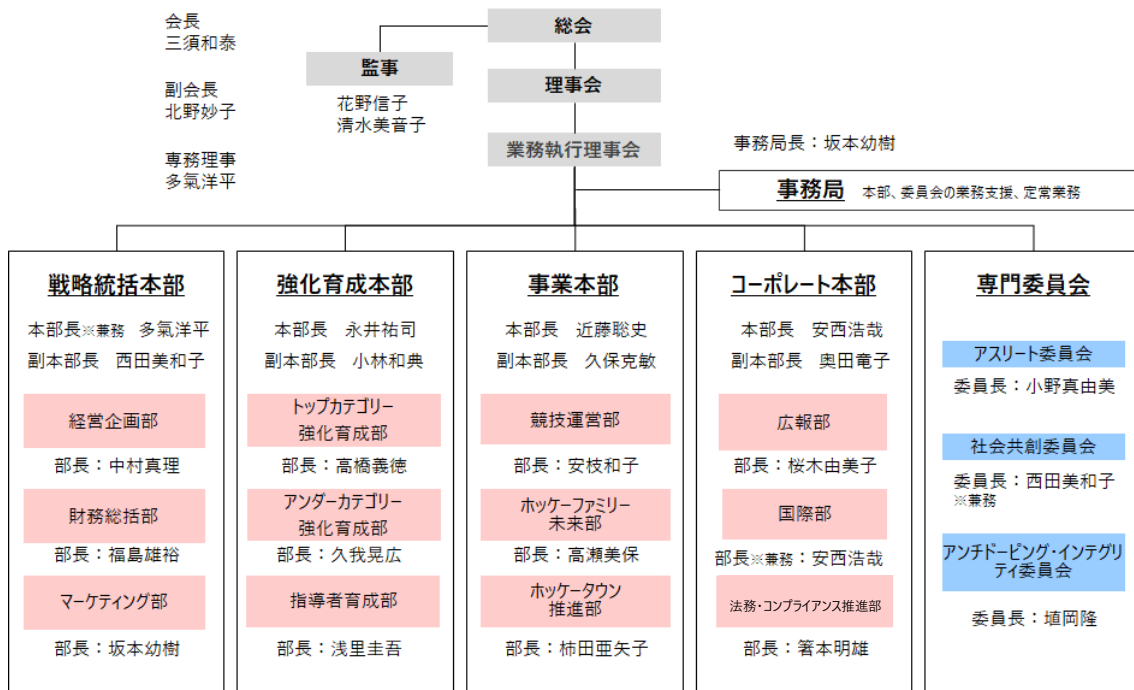 会長
三須和泰
副会長
北野妙子
専務理事
多氣洋平
総会
監事
花野信子
清水美音子
理事会
業務執行理事会
事務局長：坂本幼樹
事務局 本部、委員会の業務支援、定常業務
戦略統括本部
本部長※兼務 多氣洋平
副本部長 西田美和子
経営企画部
部長：中村真理
財務総括部
部長：福島雄裕
マーケティング部
部長：坂本幼樹
強化育成本部
本部長 永井祐司
副本部長 小林和典
トップカテゴリー
強化育成部
部長：高橋義徳
アンダーカテゴリー
強化育成部
部長：久我晃広
指導者育成部
部長：浅里圭吾
事業本部
本部長 近藤聡史
副本部長 久保克敏
競技運営部
部長：安枝和子
ホッケーファミリー
未来部
部長：高瀬美保
ホッケータウン
推進部
部長：柿田亜矢子
コーポレート本部
本部長 安西浩哉
副本部長 奥田竜子
広報部
部長：桜木由美子
国際部
部長※兼務：安西浩哉
法務・コンプライアンス推進部
部長：箸本明雄
専門委員会
アスリート委員会
委員長：小野真由美
社会共創委員会
委員長：西田美和子
※兼務
アンチドーピング・インテグリ
ティ委員会
委員長：埴岡隆